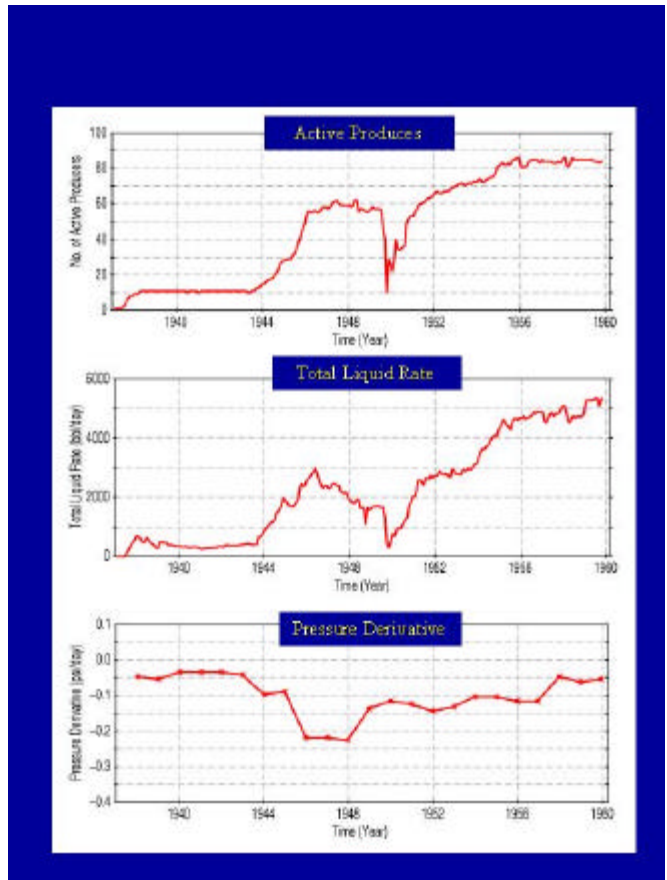 Active Produces
100
80
60
40
20
0
No. of Active Producers
1940 1944 1948 1952 1956 1960
Time (Year)
Total Liquid Rate
6000
4000
2000
0
Total Liquid Rate (bbl/day)
1940 1944 1948 1952 1956 1960
Time (Year)
Pressure Derivative
0.1
0.0
-0.1
-0.2
-0.3
-0.4
Pressure Derivative (psi/day)
1940 1944 1948 1952 1956 1960
Time (Year)